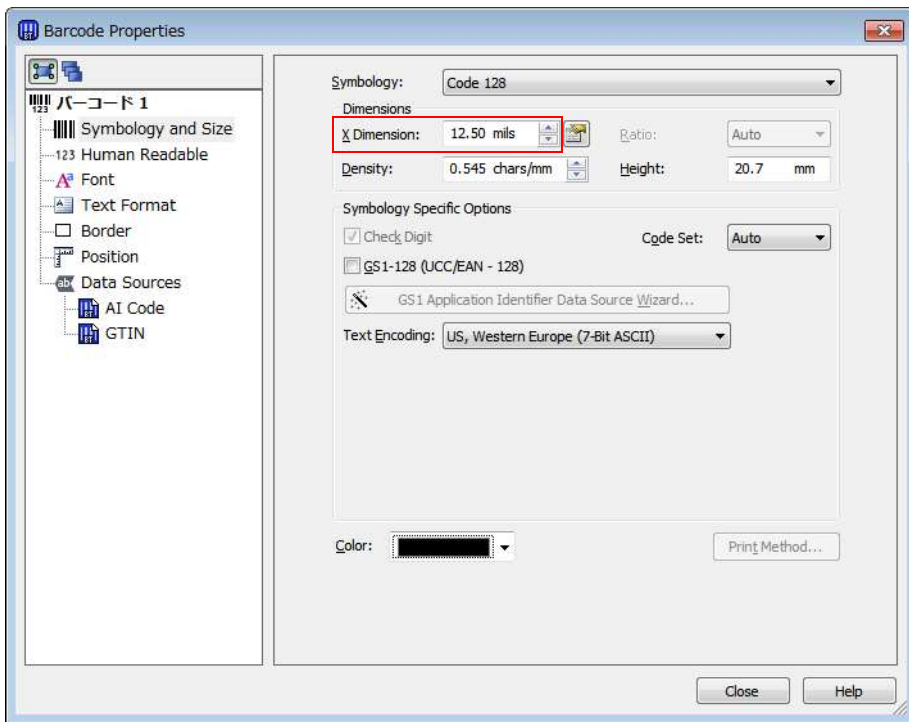 Barcode Properties
バーコード 1
Symbology and Size
123 Human Readable
Font
Text Format
Border
Position
Data Sources
AI Code
GTIN
Symbology: Code 128
Dimensions
X Dimension: 12.50 mils Ratio: Auto
Density: 0.545 chars/mm Height: 20.7 mm
Symbology Specific Options
Check Digit Code Set: Auto
GS1-128 (UCC/EAN - 128)
GS1 Application Identifier Data Source Wizard...
Text Encoding: US, Western Europe (7-Bit ASCII)
Color: Print Method...
Close Help